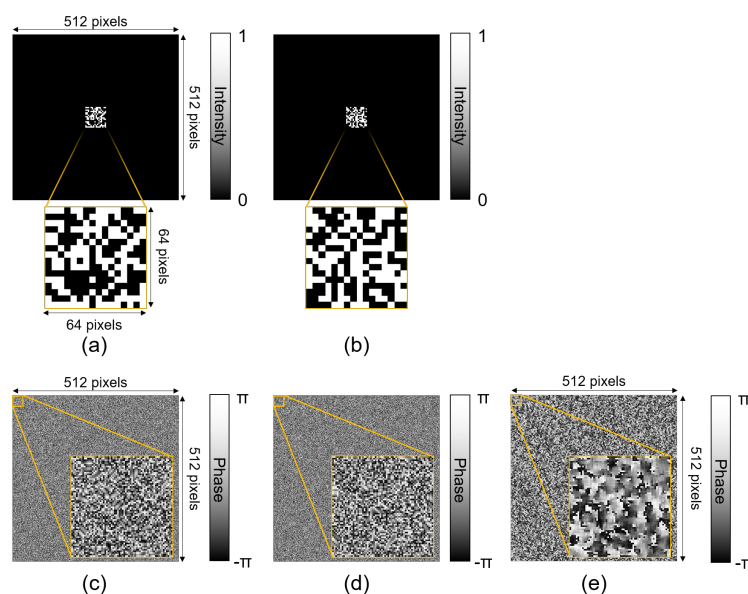 512 pixels
512 pixels
Intensity
1
0
64 pixels
64 pixels
(a)
Intensity
1
0
(b)
512 pixels
512 pixels
Phase
π
-π
(c)
Phase
π
-π
(d)
512 pixels
512 pixels
Phase
π
-π
(e)